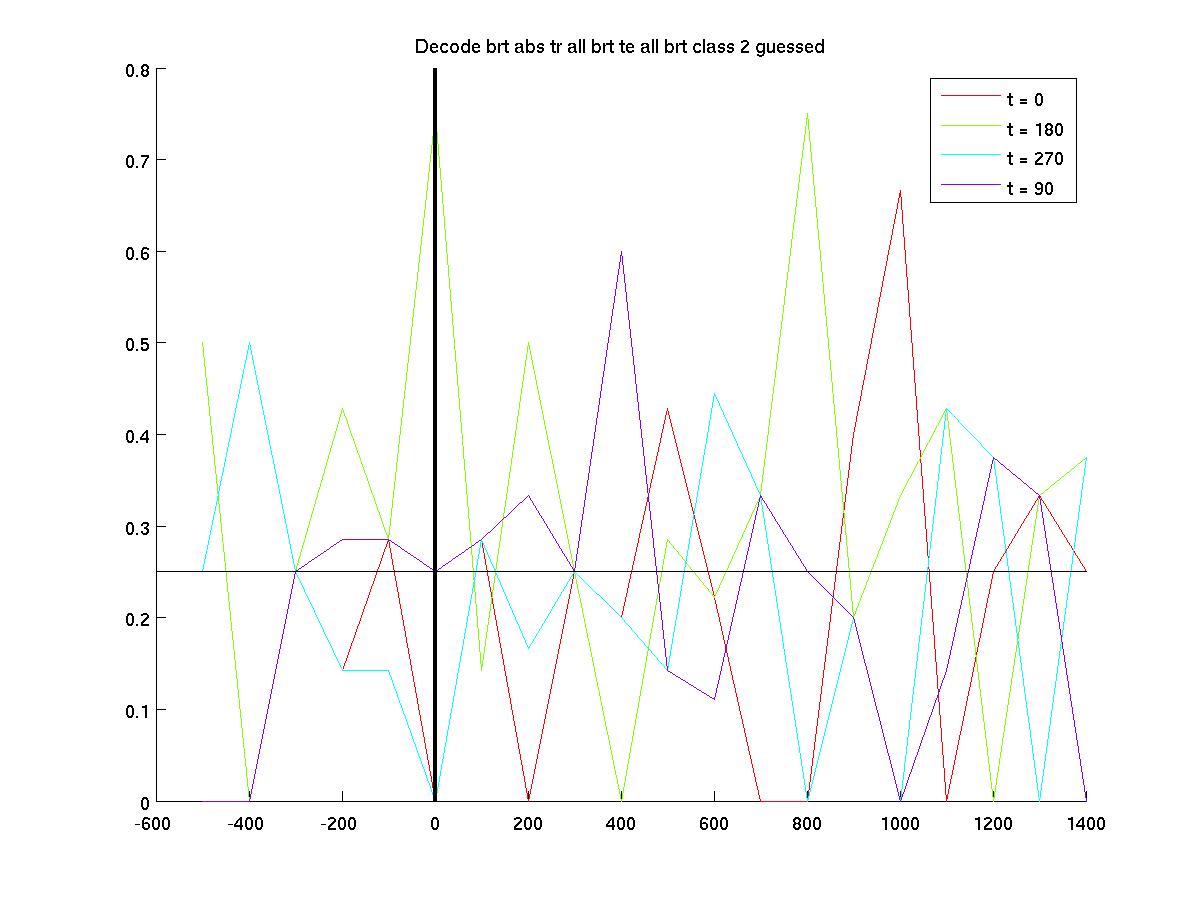 Decode brt abs tr all brt te all brt class 2 guessed
t = 0
t = 180
t = 270
t = 90
0.8
0.7
0.6
0.5
0.4
0.3
0.2
0.1
0
-600 -400 -200 0 200 400 600 800 1000 1200 1400